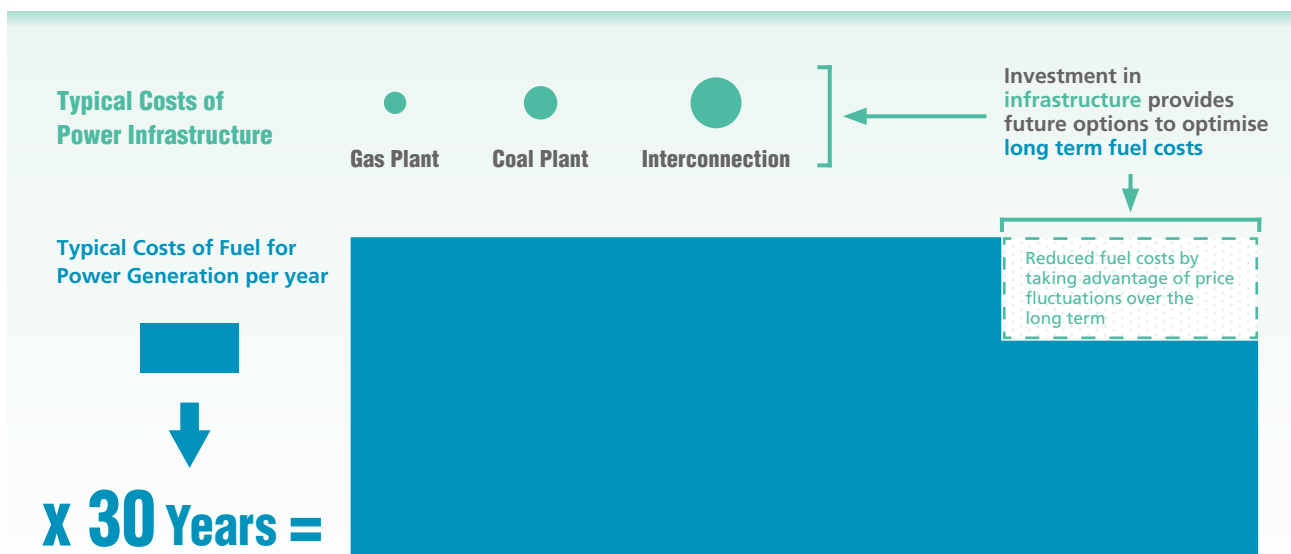 Typical Costs of
Power Infrastructure
Gas Plant
Coal Plant
Interconnection
Investment in
infrastructure provides
future options to optimise
long term fuel costs
Typical Costs of Fuel for
Power Generation per year
Reduced fuel costs by
taking advantage of price
fluctuations over the
long term
x 30 Years =